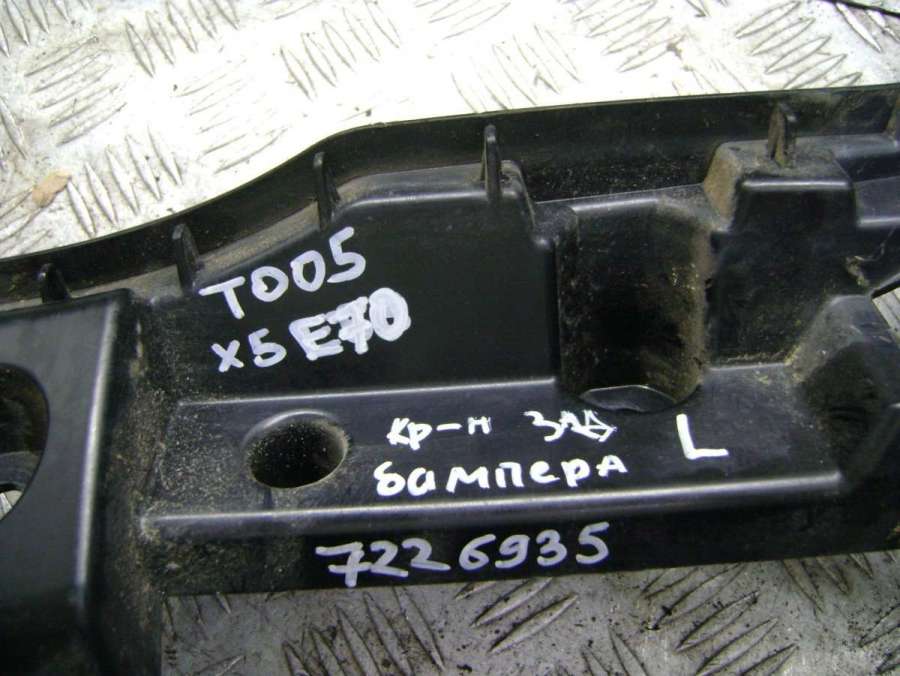 T005
X5 E70
кр-н зад L
бампера
7226935